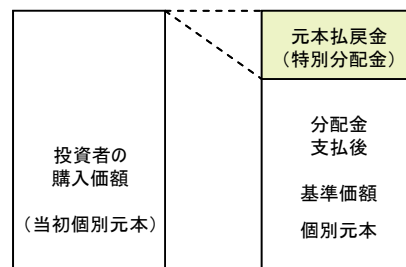 投資者の
購入価額
（当初個別元本）
元本払戻金
（特別分配金）
分配金
支払後
基準価額
個別元本